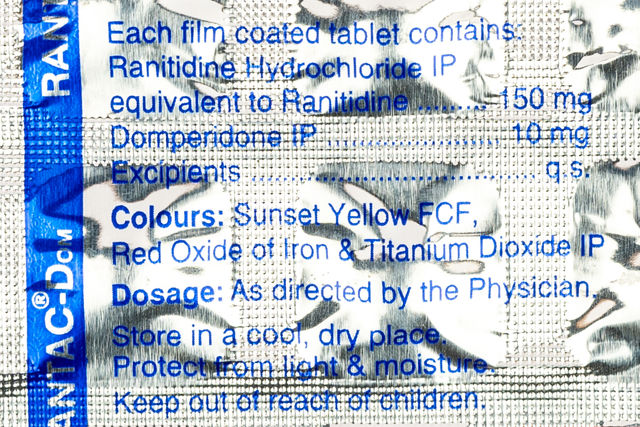 Each film coated tablet contains:
Ranitidine Hydrochloride IP
equivalent to Ranitidine ......... 150 mg
Domperidone IP ...................... 10 mg
Excipients .................................... q.s.
Colours: Sunset Yellow FCF,
Red Oxide of Iron & Titanium Dioxide IP
Dosage: As directed by the Physician.
Store in a cool, dry place.
Protect from light & moisture.
Keep out of reach of children.
RANT
ANTAC®-DOM